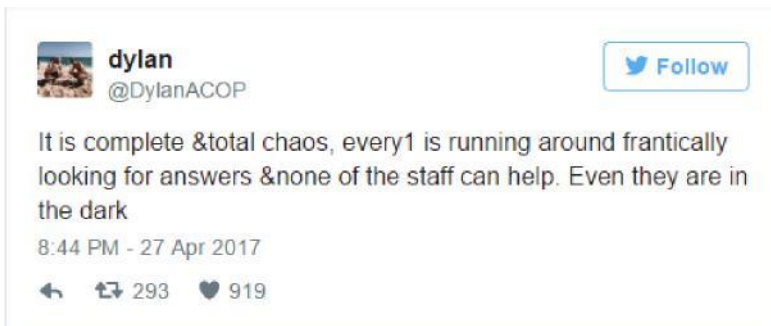 dylan
@DylanACOP
Follow
It is complete &total chaos, every1 is running around frantically
looking for answers &none of the staff can help. Even they are in
the dark
8:44 PM - 27 Apr 2017
293 919